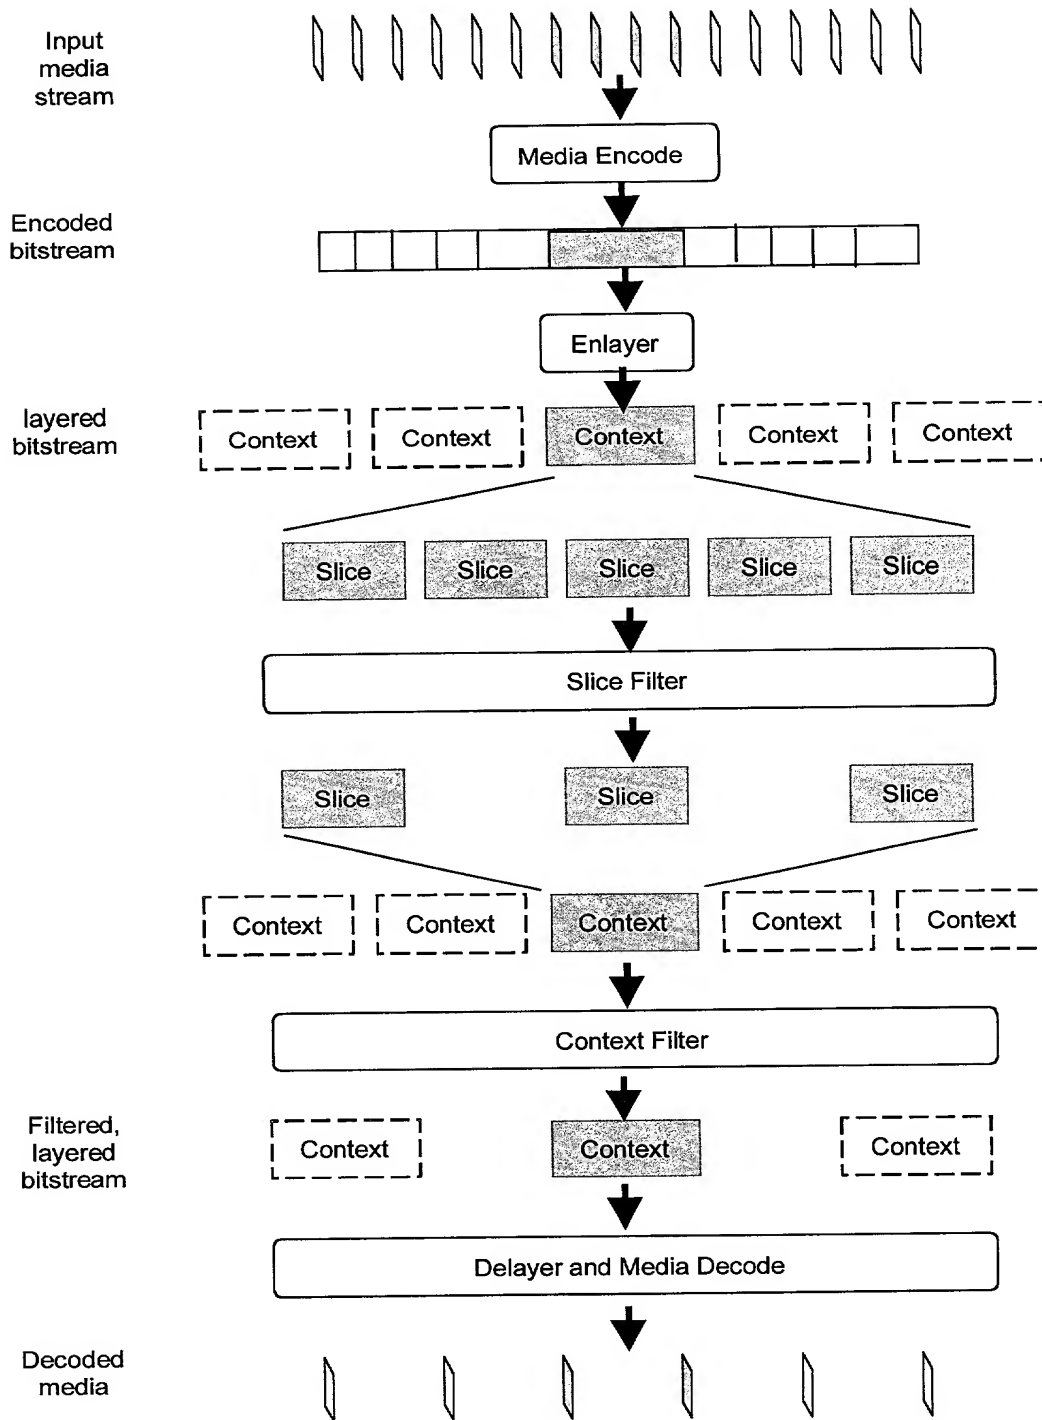 Input
media
stream
Media Encode
Encoded
bitstream
Enlayer
layered
bitstream
Context
Context
Context
Context
Context
Slice
Slice
Slice
Slice
Slice
Slice Filter
Slice
Slice
Slice
Context
Context
Context
Context
Context
Context Filter
Filtered,
layered
bitstream
Context
Context
Context
Delayer and Media Decode
Decoded
media